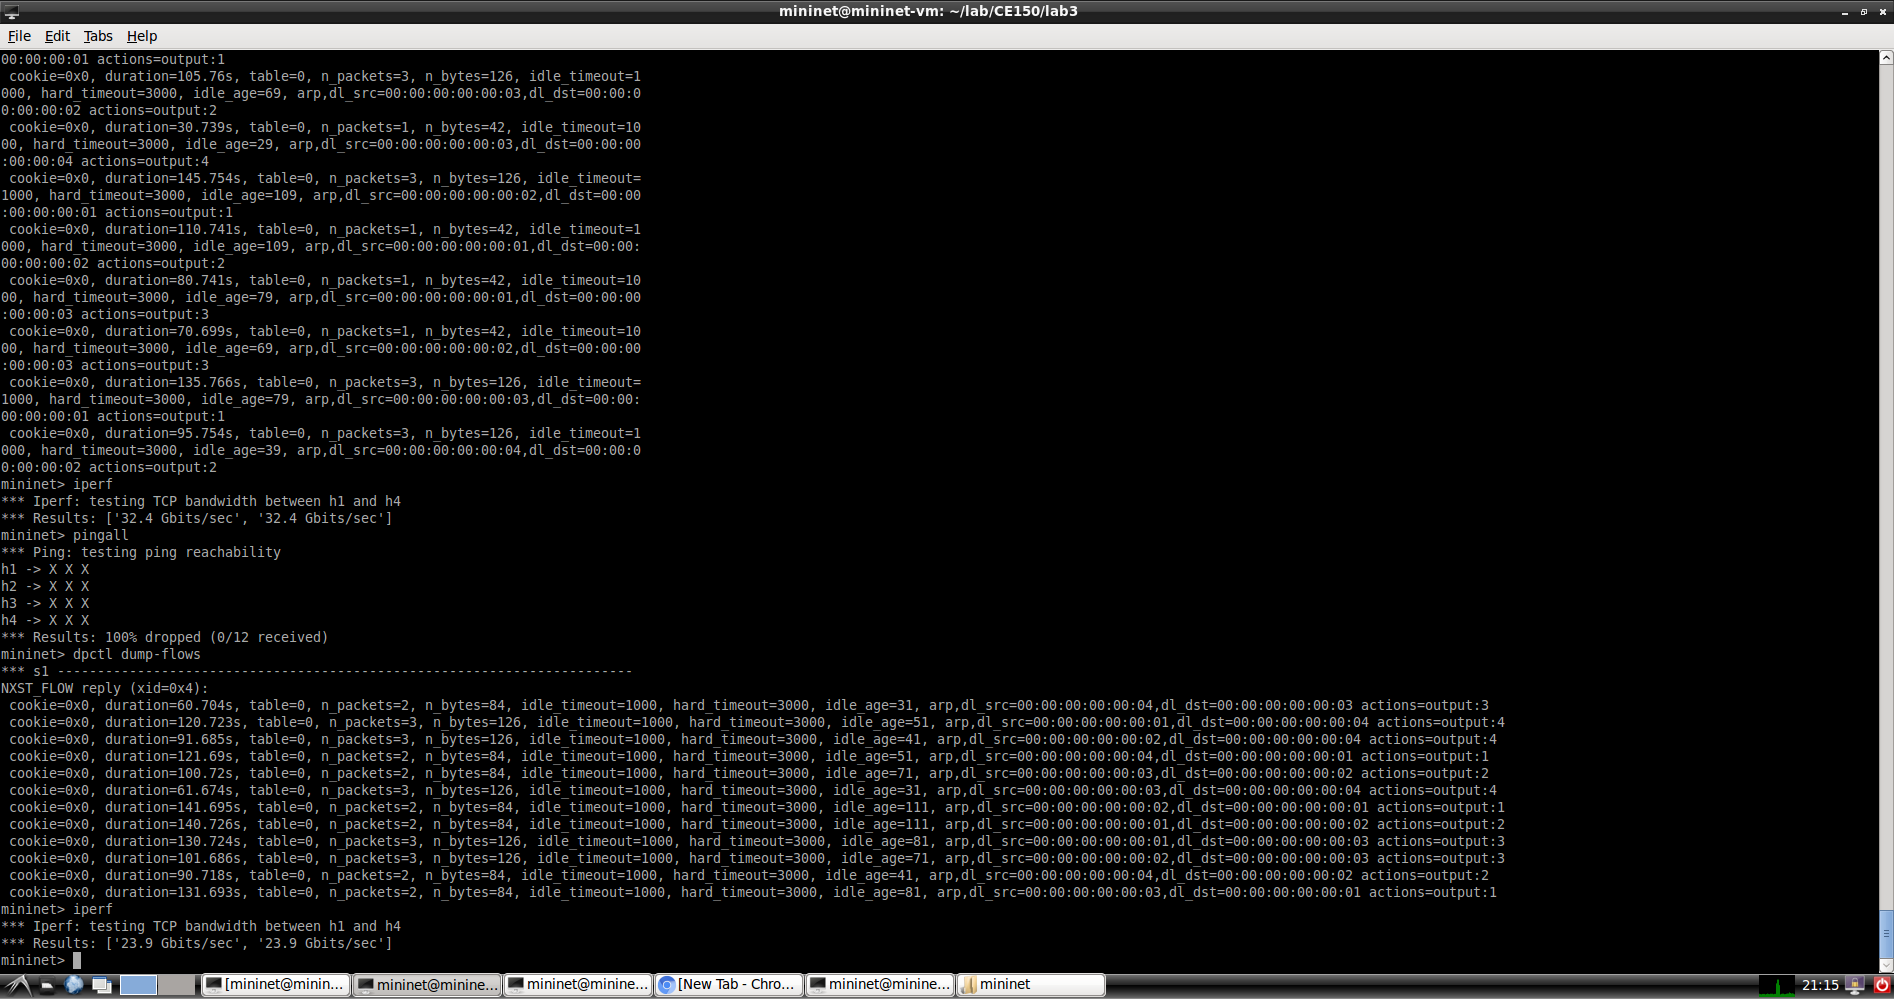 mininet@mininet-vm: ~/lab/CE150/lab3
File Edit Tabs Help
00:00:00:01 actions=output:1
 cookie=0x0, duration=105.76s, table=0, n_packets=3, n_bytes=126, idle_timeout=1
000, hard_timeout=3000, idle_age=69, arp,dl_src=00:00:00:00:00:03,dl_dst=00:00:0
0:00:00:02 actions=output:2
 cookie=0x0, duration=30.739s, table=0, n_packets=1, n_bytes=42, idle_timeout=10
00, hard_timeout=3000, idle_age=29, arp,dl_src=00:00:00:00:00:03,dl_dst=00:00:00
:00:00:04 actions=output:4
 cookie=0x0, duration=145.754s, table=0, n_packets=3, n_bytes=126, idle_timeout=
1000, hard_timeout=3000, idle_age=109, arp,dl_src=00:00:00:00:00:02,dl_dst=00:00
:00:00:00:01 actions=output:1
 cookie=0x0, duration=110.741s, table=0, n_packets=1, n_bytes=42, idle_timeout=1
000, hard_timeout=3000, idle_age=109, arp,dl_src=00:00:00:00:00:01,dl_dst=00:00:
00:00:00:02 actions=output:2
 cookie=0x0, duration=80.741s, table=0, n_packets=1, n_bytes=42, idle_timeout=10
00, hard_timeout=3000, idle_age=79, arp,dl_src=00:00:00:00:00:01,dl_dst=00:00:00
:00:00:03 actions=output:3
 cookie=0x0, duration=70.699s, table=0, n_packets=1, n_bytes=42, idle_timeout=10
00, hard_timeout=3000, idle_age=69, arp,dl_src=00:00:00:00:00:02,dl_dst=00:00:00
:00:00:03 actions=output:3
 cookie=0x0, duration=135.766s, table=0, n_packets=3, n_bytes=126, idle_timeout=
1000, hard_timeout=3000, idle_age=79, arp,dl_src=00:00:00:00:00:03,dl_dst=00:00:
00:00:00:01 actions=output:1
 cookie=0x0, duration=95.754s, table=0, n_packets=3, n_bytes=126, idle_timeout=1
000, hard_timeout=3000, idle_age=39, arp,dl_src=00:00:00:00:00:04,dl_dst=00:00:0
0:00:00:02 actions=output:2
mininet> iperf
*** Iperf: testing TCP bandwidth between h1 and h4
*** Results: ['32.4 Gbits/sec', '32.4 Gbits/sec']
mininet> pingall
*** Ping: testing ping reachability
h1 -> X X X
h2 -> X X X
h3 -> X X X
h4 -> X X X
*** Results: 100% dropped (0/12 received)
mininet> dpctl dump-flows
*** s1 ------------------------------------------------------------------------
NXST_FLOW reply (xid=0x4):
 cookie=0x0, duration=60.704s, table=0, n_packets=2, n_bytes=84, idle_timeout=1000, hard_timeout=3000, idle_age=31, arp,dl_src=00:00:00:00:00:04,dl_dst=00:00:00:00:00:03 actions=output:3
 cookie=0x0, duration=120.723s, table=0, n_packets=3, n_bytes=126, idle_timeout=1000, hard_timeout=3000, idle_age=51, arp,dl_src=00:00:00:00:00:01,dl_dst=00:00:00:00:00:04 actions=output:4
 cookie=0x0, duration=91.685s, table=0, n_packets=3, n_bytes=126, idle_timeout=1000, hard_timeout=3000, idle_age=41, arp,dl_src=00:00:00:00:00:02,dl_dst=00:00:00:00:00:04 actions=output:4
 cookie=0x0, duration=121.69s, table=0, n_packets=2, n_bytes=84, idle_timeout=1000, hard_timeout=3000, idle_age=51, arp,dl_src=00:00:00:00:00:04,dl_dst=00:00:00:00:00:01 actions=output:1
 cookie=0x0, duration=100.72s, table=0, n_packets=2, n_bytes=84, idle_timeout=1000, hard_timeout=3000, idle_age=71, arp,dl_src=00:00:00:00:00:03,dl_dst=00:00:00:00:00:02 actions=output:2
 cookie=0x0, duration=61.674s, table=0, n_packets=3, n_bytes=126, idle_timeout=1000, hard_timeout=3000, idle_age=31, arp,dl_src=00:00:00:00:00:03,dl_dst=00:00:00:00:00:04 actions=output:4
 cookie=0x0, duration=141.695s, table=0, n_packets=2, n_bytes=84, idle_timeout=1000, hard_timeout=3000, idle_age=111, arp,dl_src=00:00:00:00:00:02,dl_dst=00:00:00:00:00:01 actions=output:1
 cookie=0x0, duration=140.726s, table=0, n_packets=2, n_bytes=84, idle_timeout=1000, hard_timeout=3000, idle_age=111, arp,dl_src=00:00:00:00:00:01,dl_dst=00:00:00:00:00:02 actions=output:2
 cookie=0x0, duration=130.724s, table=0, n_packets=3, n_bytes=126, idle_timeout=1000, hard_timeout=3000, idle_age=81, arp,dl_src=00:00:00:00:00:01,dl_dst=00:00:00:00:00:03 actions=output:3
 cookie=0x0, duration=101.686s, table=0, n_packets=3, n_bytes=126, idle_timeout=1000, hard_timeout=3000, idle_age=71, arp,dl_src=00:00:00:00:00:02,dl_dst=00:00:00:00:00:03 actions=output:3
 cookie=0x0, duration=90.718s, table=0, n_packets=2, n_bytes=84, idle_timeout=1000, hard_timeout=3000, idle_age=41, arp,dl_src=00:00:00:00:00:04,dl_dst=00:00:00:00:00:02 actions=output:2
 cookie=0x0, duration=131.693s, table=0, n_packets=2, n_bytes=84, idle_timeout=1000, hard_timeout=3000, idle_age=81, arp,dl_src=00:00:00:00:00:03,dl_dst=00:00:00:00:00:01 actions=output:1
mininet> iperf
*** Iperf: testing TCP bandwidth between h1 and h4
*** Results: ['23.9 Gbits/sec', '23.9 Gbits/sec']
mininet>
[mininet@minin... mininet@minine... mininet@minine... [New Tab - Chro... mininet@minine... mininet 21:15